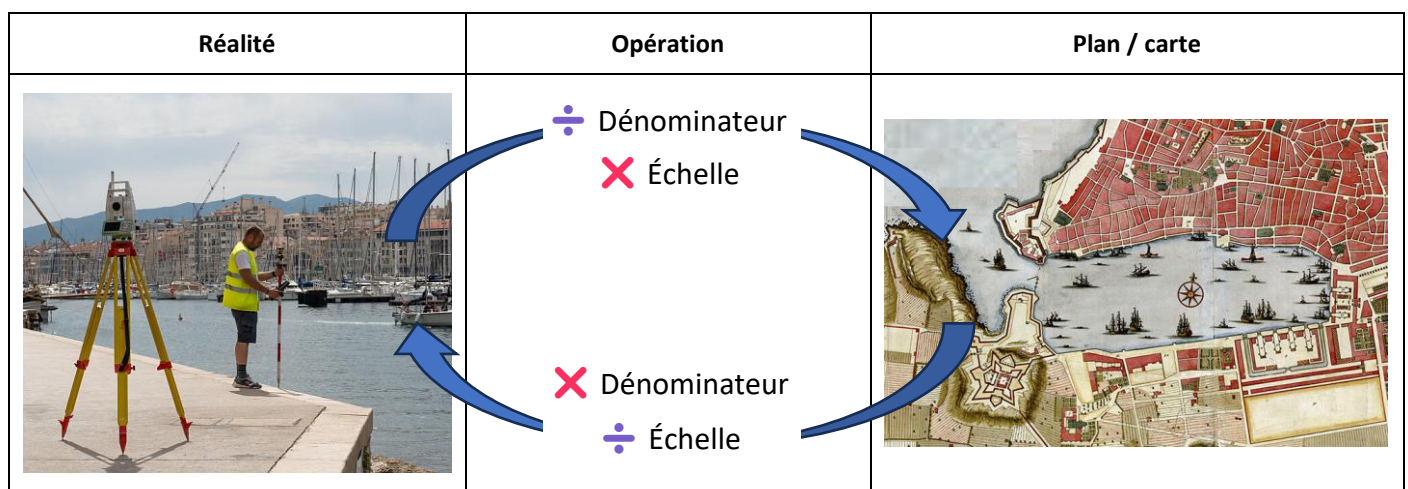 Réalité
Opération
Plan / carte
÷ Dénominateur
× Échelle
× Dénominateur
÷ Échelle